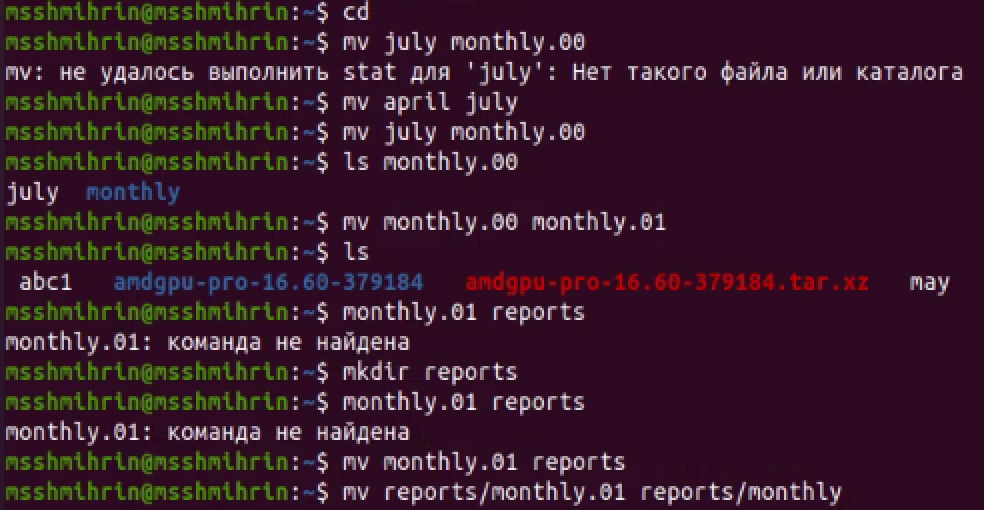 msshmihrin@msshmihrin:~$ cd
msshmihrin@msshmihrin:~$ mv july monthly.00
mv: не удалось выполнить stat для 'july': Нет такого файла или каталога
msshmihrin@msshmihrin:~$ mv april july
msshmihrin@msshmihrin:~$ mv july monthly.00
msshmihrin@msshmihrin:~$ ls monthly.00
july  monthly
msshmihrin@msshmihrin:~$ mv monthly.00 monthly.01
msshmihrin@msshmihrin:~$ ls
abc1   amdgpu-pro-16.60-379184   amdgpu-pro-16.60-379184.tar.xz   may
msshmihrin@msshmihrin:~$ monthly.01 reports
monthly.01: команда не найдена
msshmihrin@msshmihrin:~$ mkdir reports
msshmihrin@msshmihrin:~$ monthly.01 reports
monthly.01: команда не найдена
msshmihrin@msshmihrin:~$ mv monthly.01 reports
msshmihrin@msshmihrin:~$ mv reports/monthly.01 reports/monthly